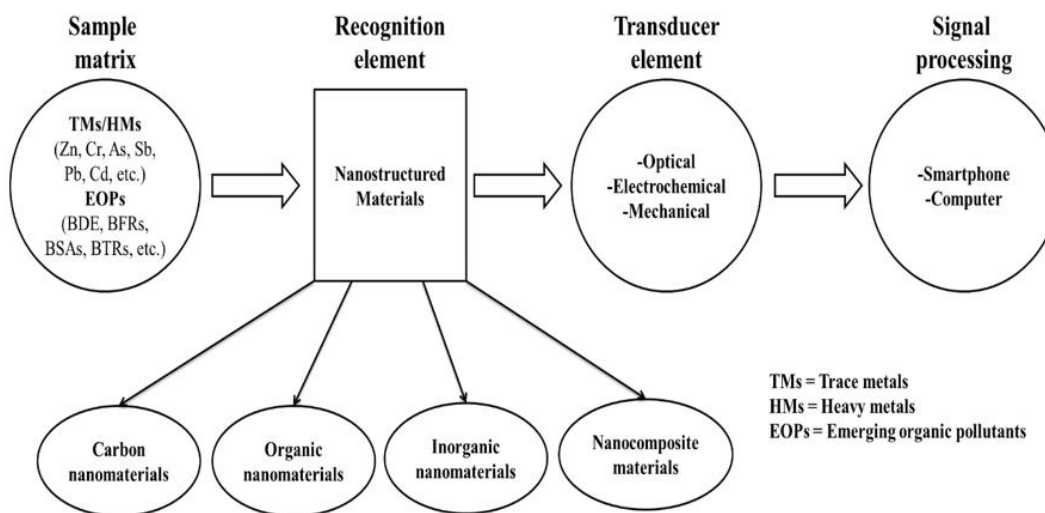 Sample
matrix
Recognition
element
Transducer
element
Signal
processing
TMs/HMs
(Zn, Cr, As, Sb,
Pb, Cd, etc.)
EOPs
(BDE, BFRs,
BSAs, BTRs, etc.)
Nanostructured
Materials
-Optical
-Electrochemical
-Mechanical
-Smartphone
-Computer
Carbon
nanomaterials
Organic
nanomaterials
Inorganic
nanomaterials
Nanocomposite
materials
TMs = Trace metals
HMs = Heavy metals
EOPs = Emerging organic pollutants